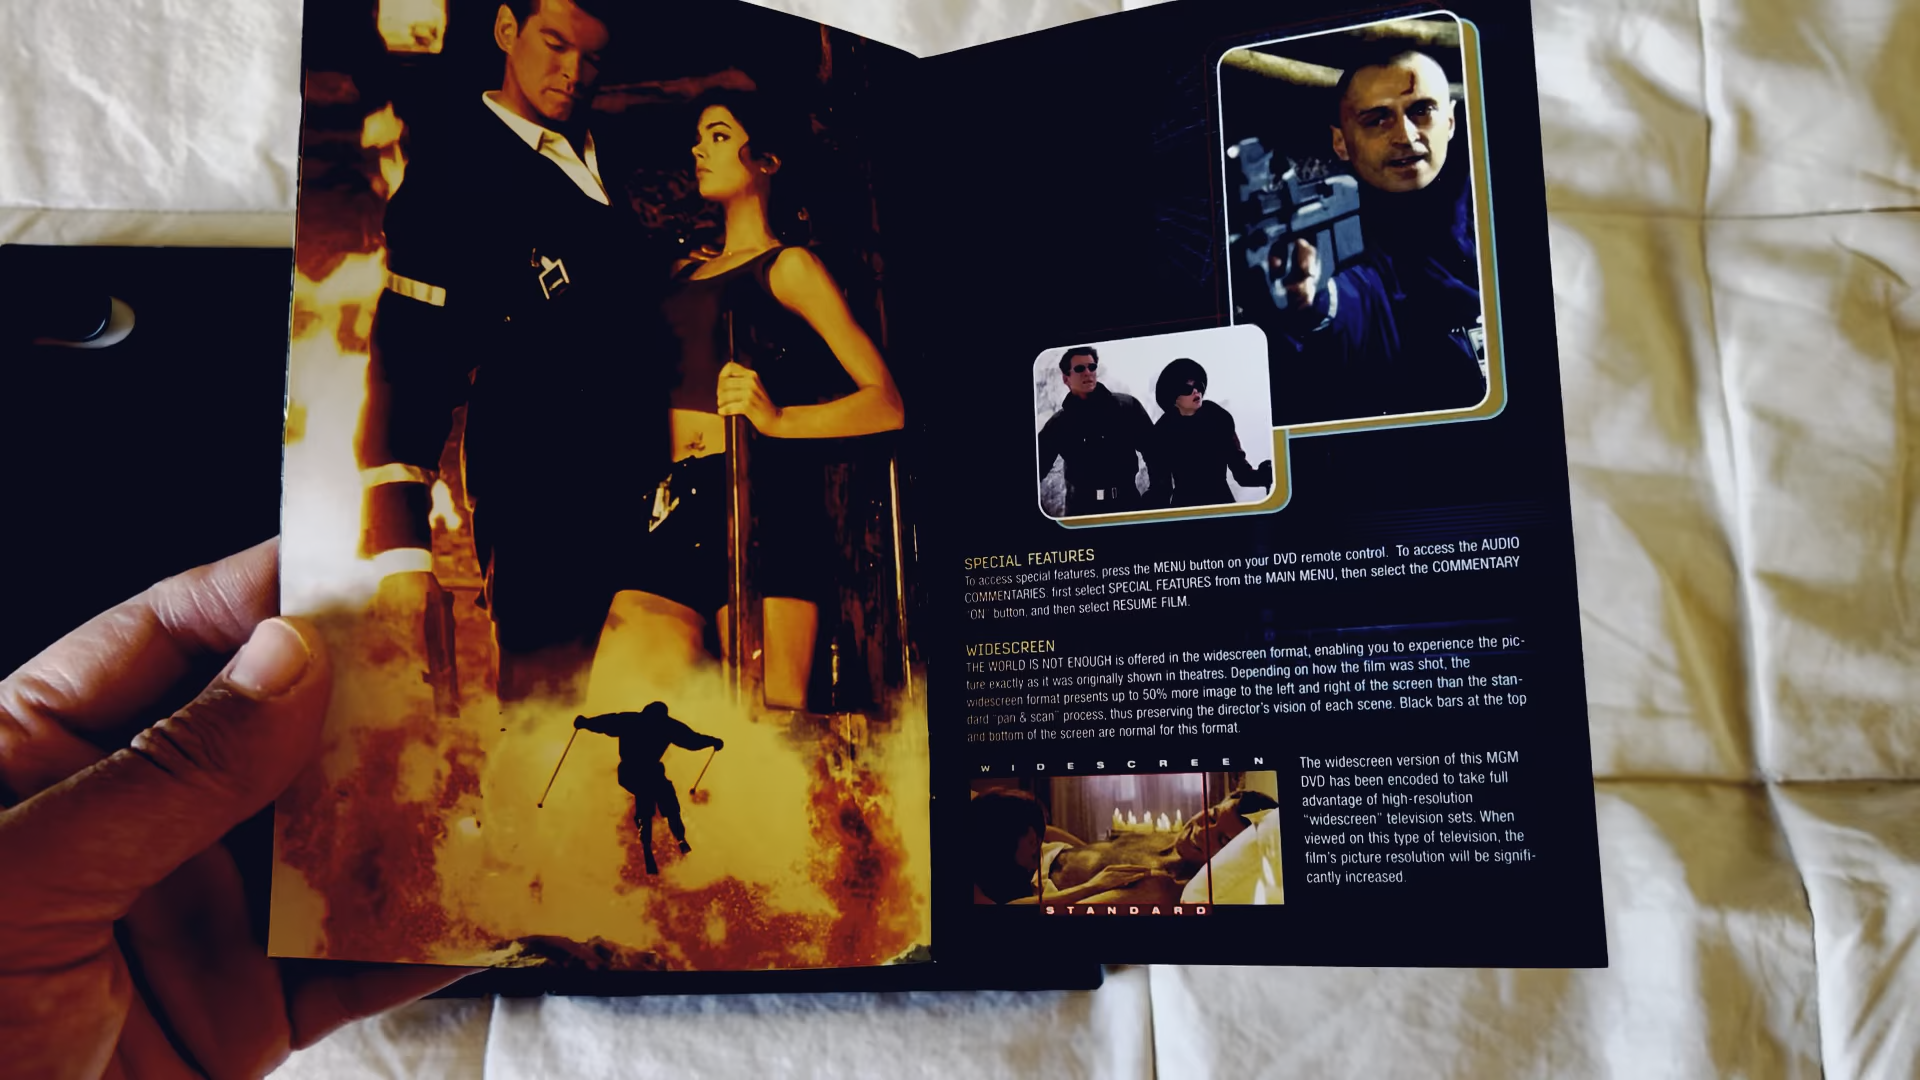 SPECIAL FEATURES
To access special features, press the MENU button on your DVD remote control. To access the AUDIO
COMMENTARIES, first select SPECIAL FEATURES from the MAIN MENU, then select the COMMENTARY
"ON" button, and then select RESUME FILM.
WIDESCREEN
THE WORLD IS NOT ENOUGH is offered in the widescreen format, enabling you to experience the pic-
ture exactly as it was originally shown in theatres. Depending on how the film was shot, the
widescreen format presents up to 50% more image to the left and right of the screen than the stan-
dard "pan & scan" process, thus preserving the director's vision of each scene. Black bars at the top
and bottom of the screen are normal for this format.
WIDESCREEN
STANDARD
The widescreen version of this MGM
DVD has been encoded to take full
advantage of high-resolution
"widescreen" television sets. When
viewed on this type of television, the
film's picture resolution will be signifi-
cantly increased.